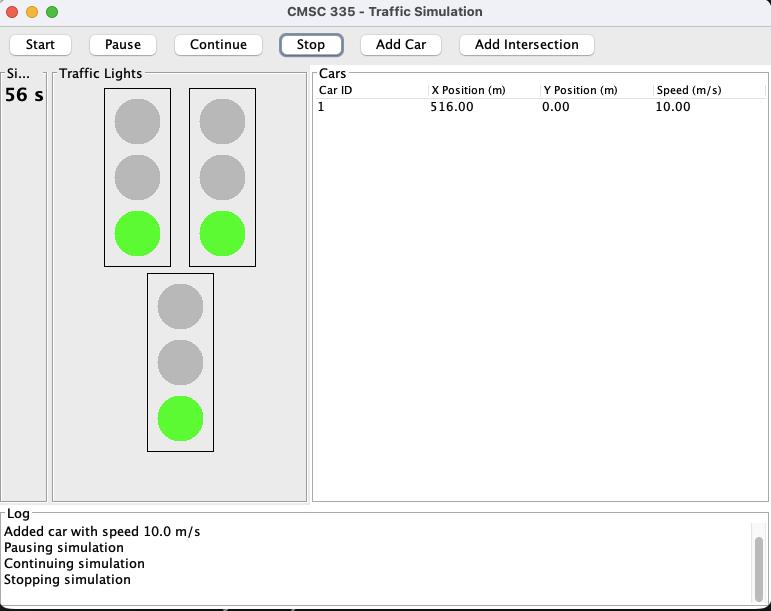 CMSC 335 - Traffic Simulation
Start Pause Continue Stop Add Car Add Intersection
Si... Traffic Lights Cars
56 s
Car ID X Position (m) Y Position (m) Speed (m/s)
1 516.00 0.00 10.00
Log
Added car with speed 10.0 m/s
Pausing simulation
Continuing simulation
Stopping simulation